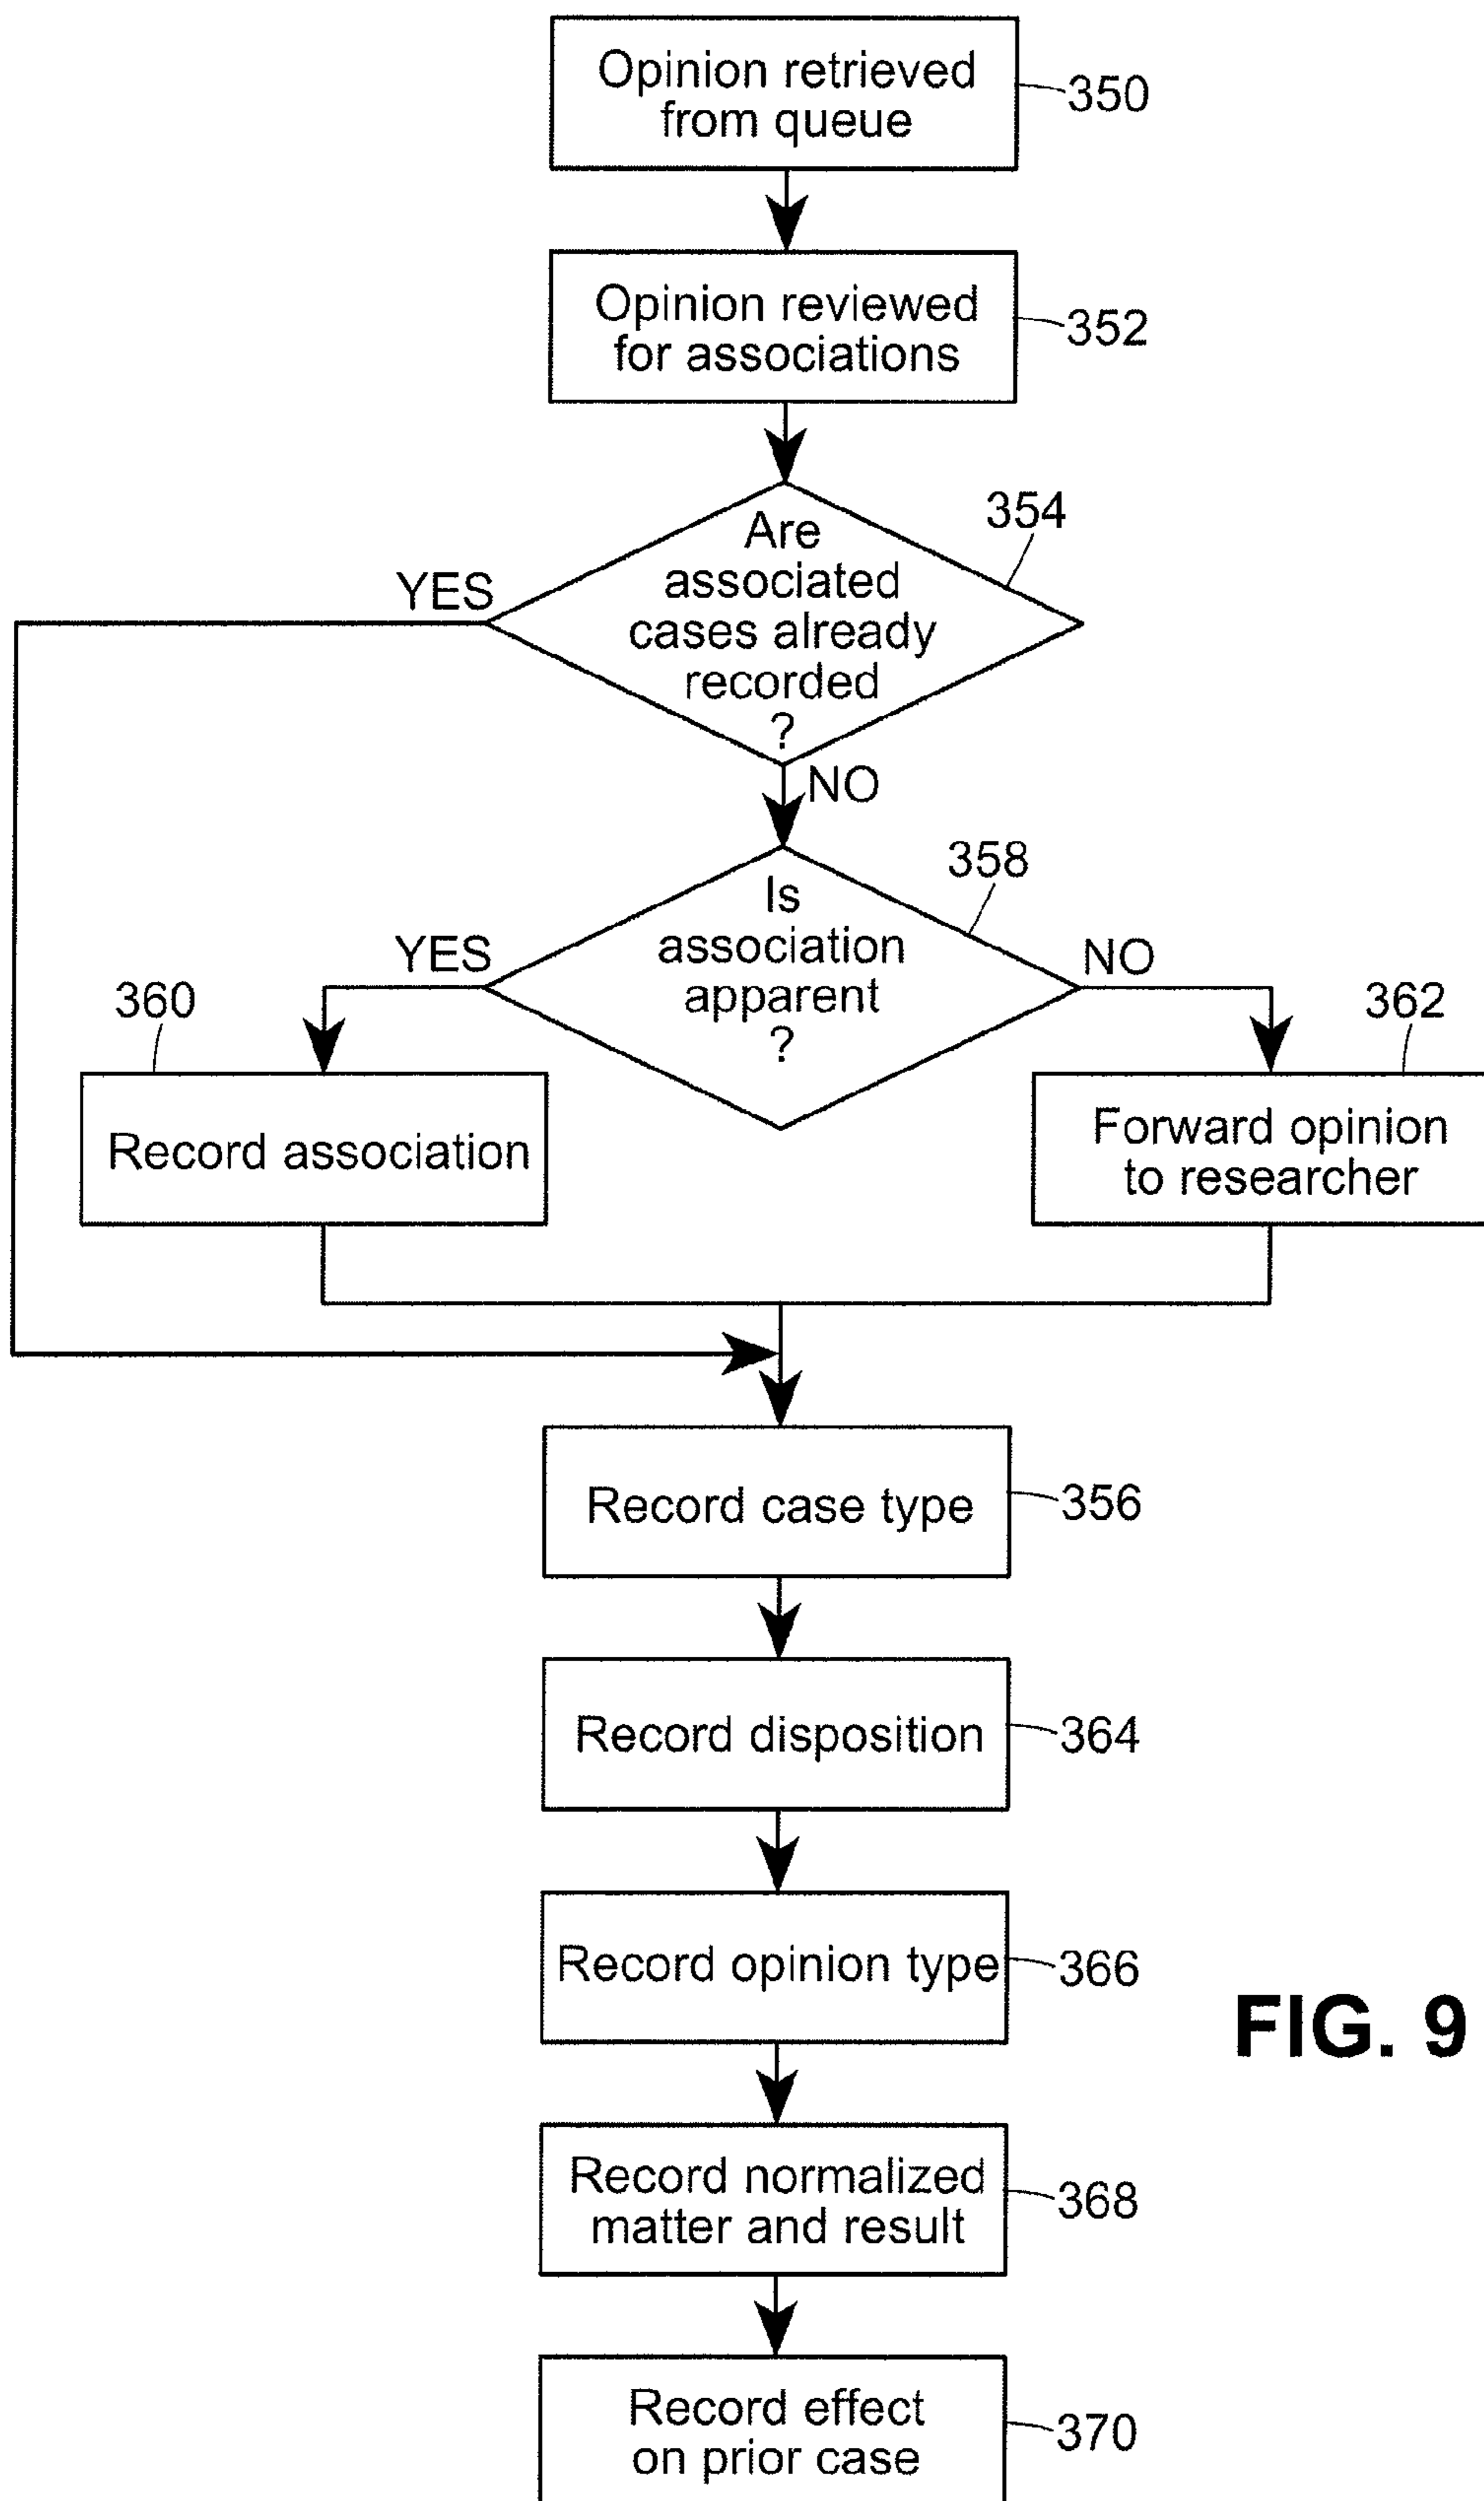 Opinion retrieved
from queue
350
Opinion reviewed
for associations
352
354
Are
associated
cases already
recorded
?
YES
NO
358
Is
association
apparent
?
YES
NO
360
362
Record association
Forward opinion
to researcher
Record case type
356
Record disposition
364
Record opinion type
366
FIG. 9
Record normalized
matter and result
368
Record effect
on prior case
370